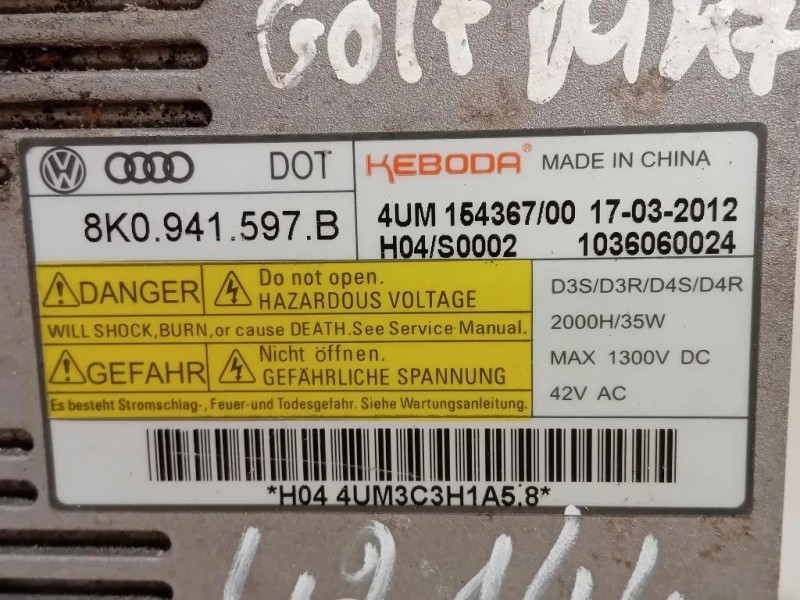 GOLF MK7
DOT KEBODA® MADE IN CHINA
8K0.941.597.B
4UM 154367/00 17-03-2012
H04/S0002 1036060024
DANGER
Do not open.
HAZARDOUS VOLTAGE
WILL SHOCK, BURN, or cause DEATH. See Service Manual.
GEFAHR
Nicht öffnen.
GEFÄHRLICHE SPANNUNG
Es besteht Stromschlag-, Feuer-und Todesgefahr. Siehe Wartungsanleitung.
D3S/D3R/D4S/D4R
2000H/35W
MAX 1300V DC
42V AC
*H04 4UM3C3H1A5.8*